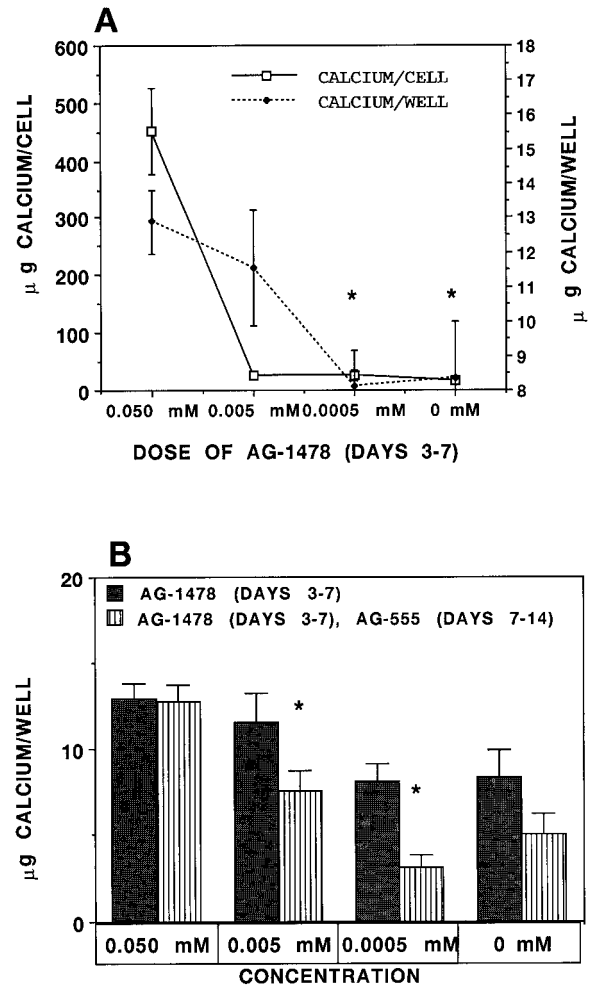 A
600
500
400
300
200
100
0
μ g CALCIUM/CELL
CALCIUM/CELL
CALCIUM/WELL
* *
18
17
16
15
14
13
12
11
10
9
8
μ g CALCIUM/WELL
0.050 mM 0.005 mM 0.0005 mM 0 mM
DOSE OF AG-1478 (DAYS 3-7)
B
20
10
0
μg CALCIUM/WELL
AG-1478 (DAYS 3-7)
AG-1478 (DAYS 3-7), AG-555 (DAYS 7-14)
*
*
0.050 mM 0.005 mM 0.0005 mM 0 mM
CONCENTRATION